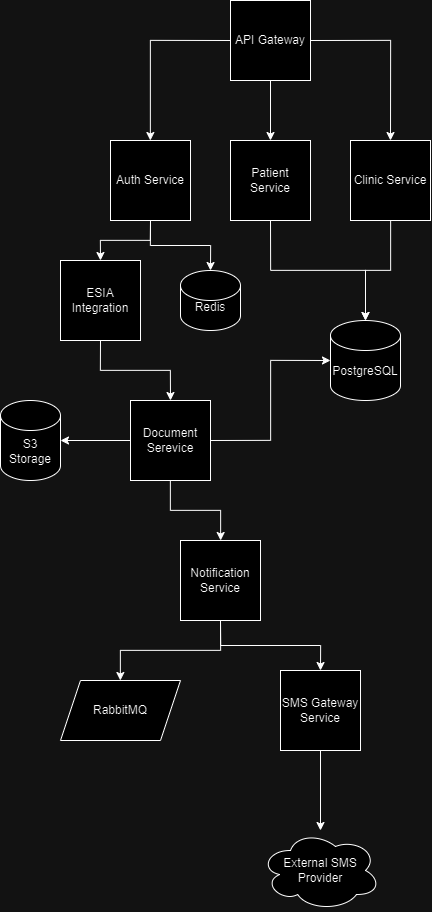 API Gateway
Auth Service
Patient
Service
Clinic Service
ESIA
Integration
Redis
PostgreSQL
Document
Serevice
S3
Storage
Notification
Service
RabbitMQ
SMS Gateway
Service
External SMS
Provider